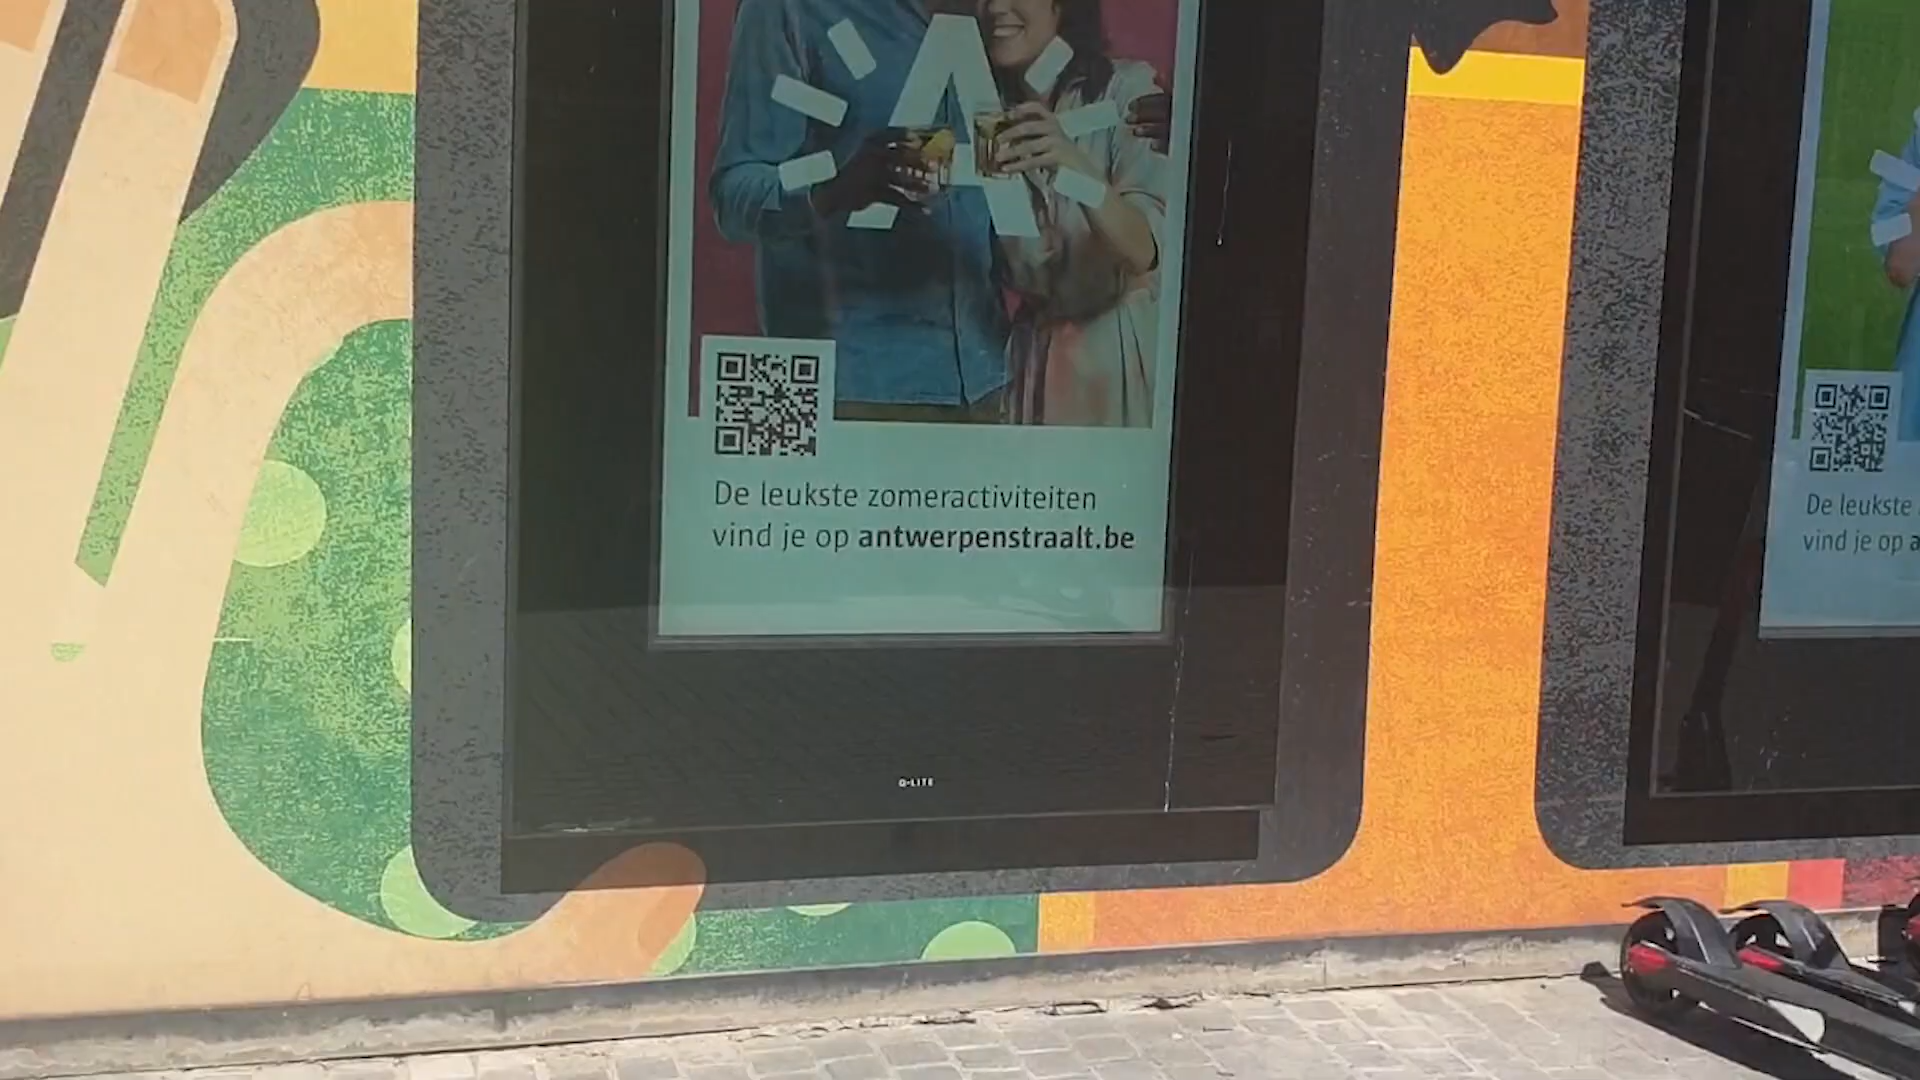 A
De leukste zomeractiviteiten
vind je op antwerpenstraalt.be
Q-LITE
De leukste
vind je op a